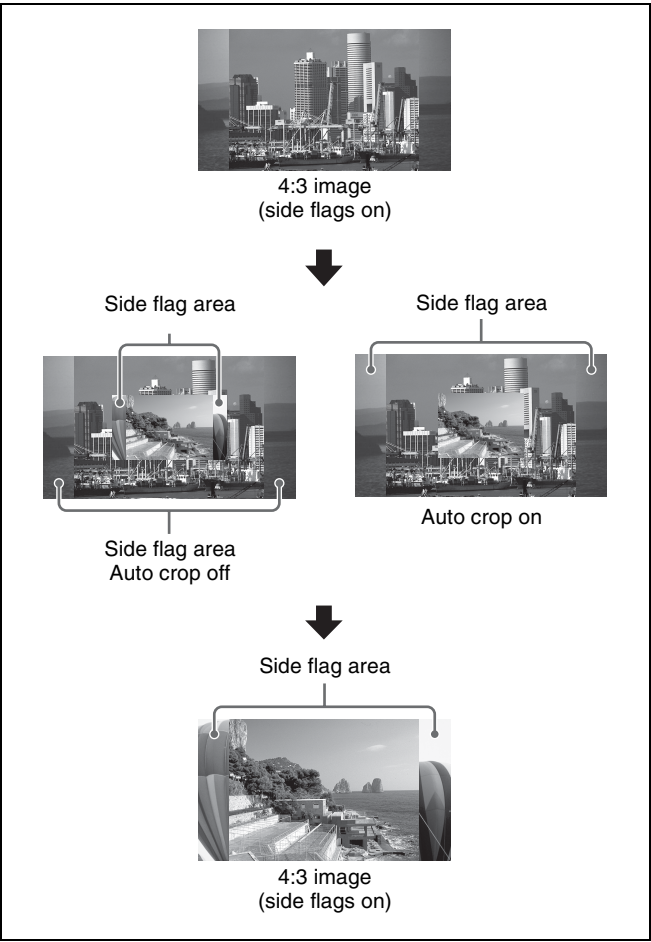 4:3 image
(side flags on)
Side flag area
Side flag area
Side flag area
Auto crop off
Auto crop on
Side flag area
4:3 image
(side flags on)